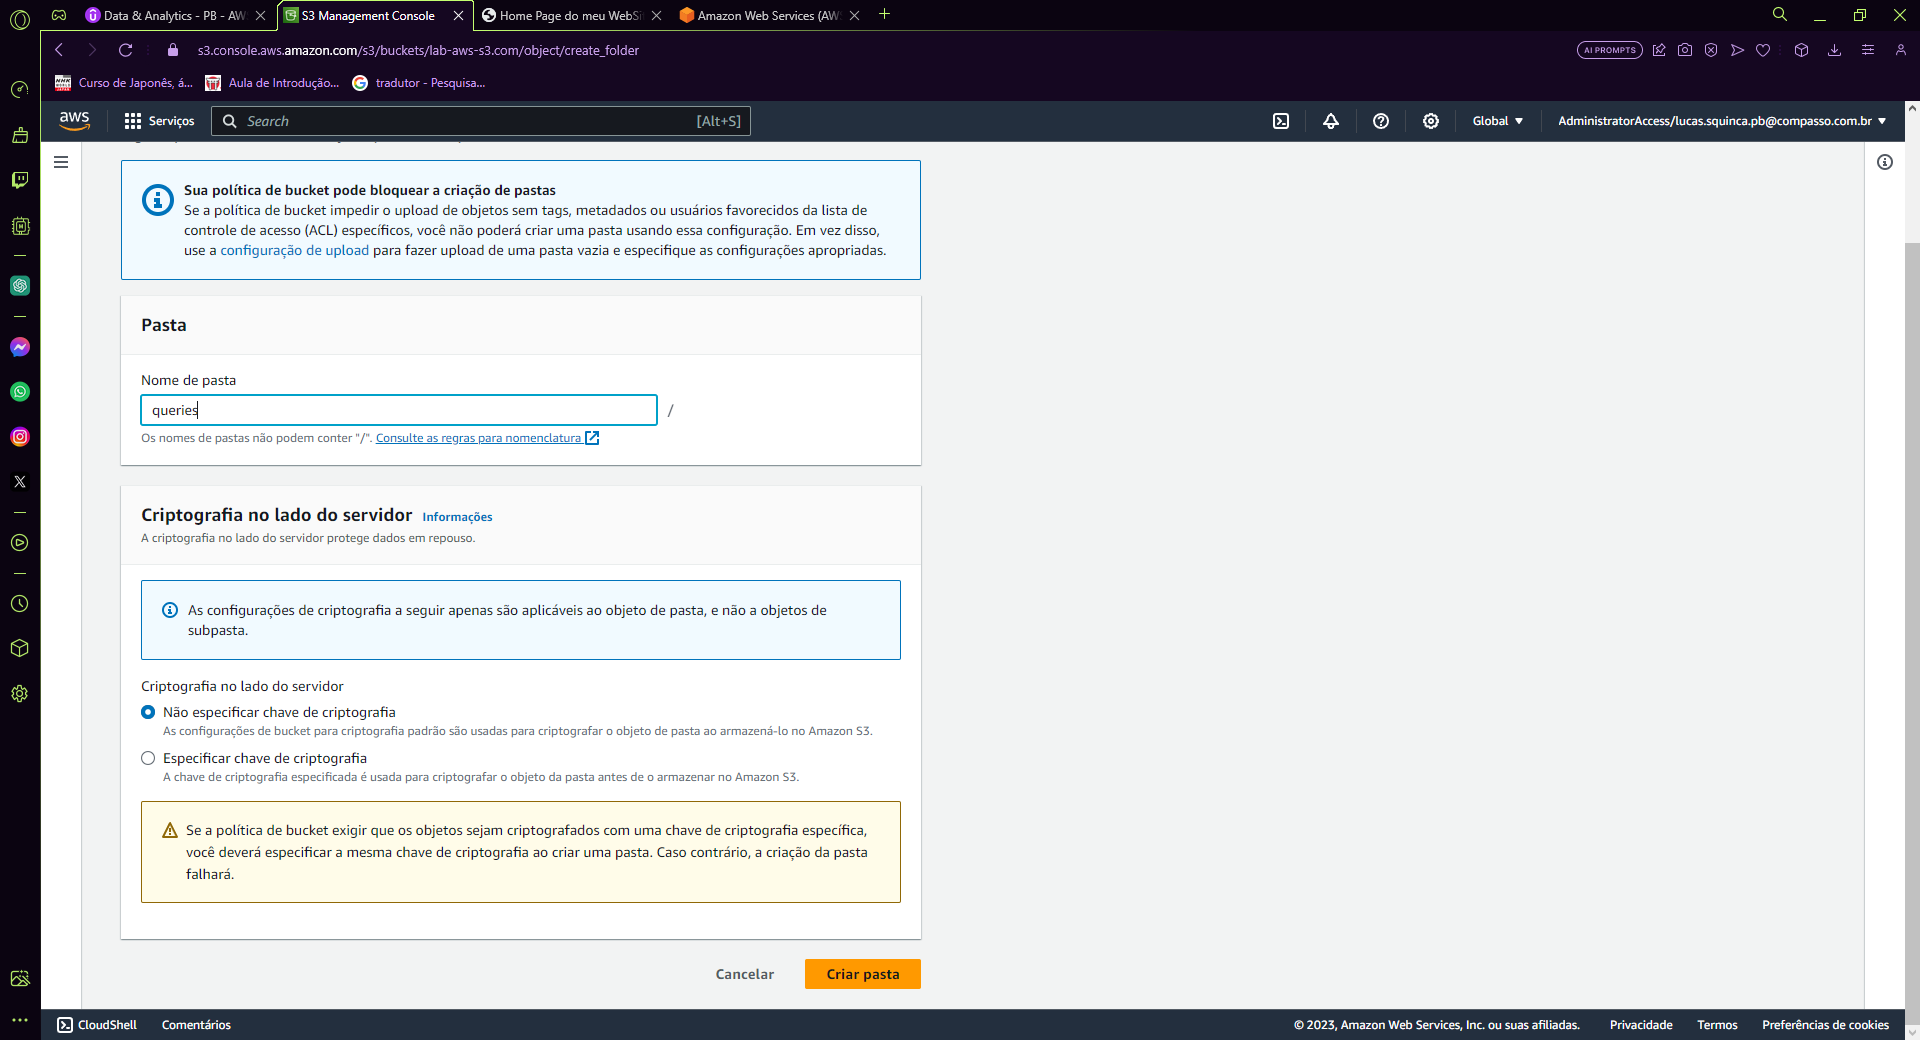 Data & Analytics - PB - AW
S3 Management Console
Home Page do meu WebSi
Amazon Web Services (AW
s3.console.aws.amazon.com/s3/buckets/lab-aws-s3.com/object/create_folder
AI PROMPTS
Curso de Japonês, á...
Aula de Introdução...
tradutor - Pesquisa...
aws
Serviços
Search
[Alt+S]
Global
AdministratorAccess/lucas.squinca.pb@compasso.com.br
Sua política de bucket pode bloquear a criação de pastas
Se a política de bucket impedir o upload de objetos sem tags, metadados ou usuários favorecidos da lista de
controle de acesso (ACL) específicos, você não poderá criar uma pasta usando essa configuração. Em vez disso,
use a configuração de upload para fazer upload de uma pasta vazia e especifique as configurações apropriadas.
Pasta
Nome de pasta
queries
/
Os nomes de pastas não podem conter "/". Consulte as regras para nomenclatura
Criptografia no lado do servidor Informações
A criptografia no lado do servidor protege dados em repouso.
As configurações de criptografia a seguir apenas são aplicáveis ao objeto de pasta, e não a objetos de
subpasta.
Criptografia no lado do servidor
Não especificar chave de criptografia
As configurações de bucket para criptografia padrão são usadas para criptografar o objeto de pasta ao armazená-lo no Amazon S3.
Especificar chave de criptografia
A chave de criptografia especificada é usada para criptografar o objeto da pasta antes de o armazenar no Amazon S3.
Se a política de bucket exigir que os objetos sejam criptografados com uma chave de criptografia específica,
você deverá especificar a mesma chave de criptografia ao criar uma pasta. Caso contrário, a criação da pasta
falhará.
Cancelar
Criar pasta
CloudShell
Comentários
© 2023, Amazon Web Services, Inc. ou suas afiliadas.
Privacidade
Termos
Preferências de cookies